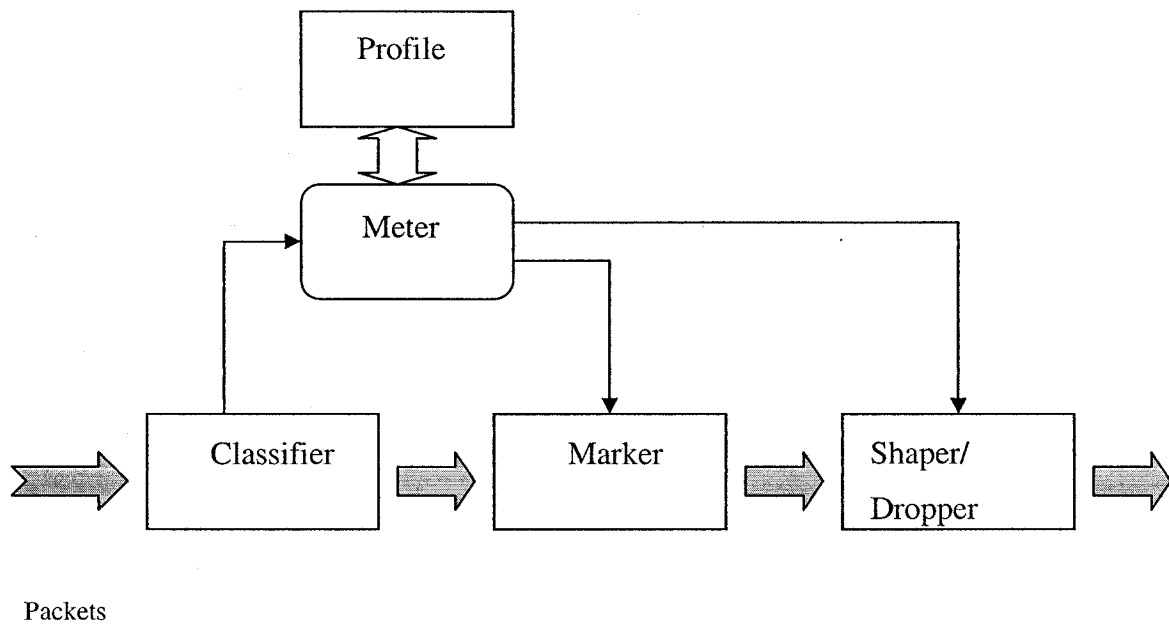 Profile
Meter
Classifier
Marker
Shaper/
Dropper
Packets